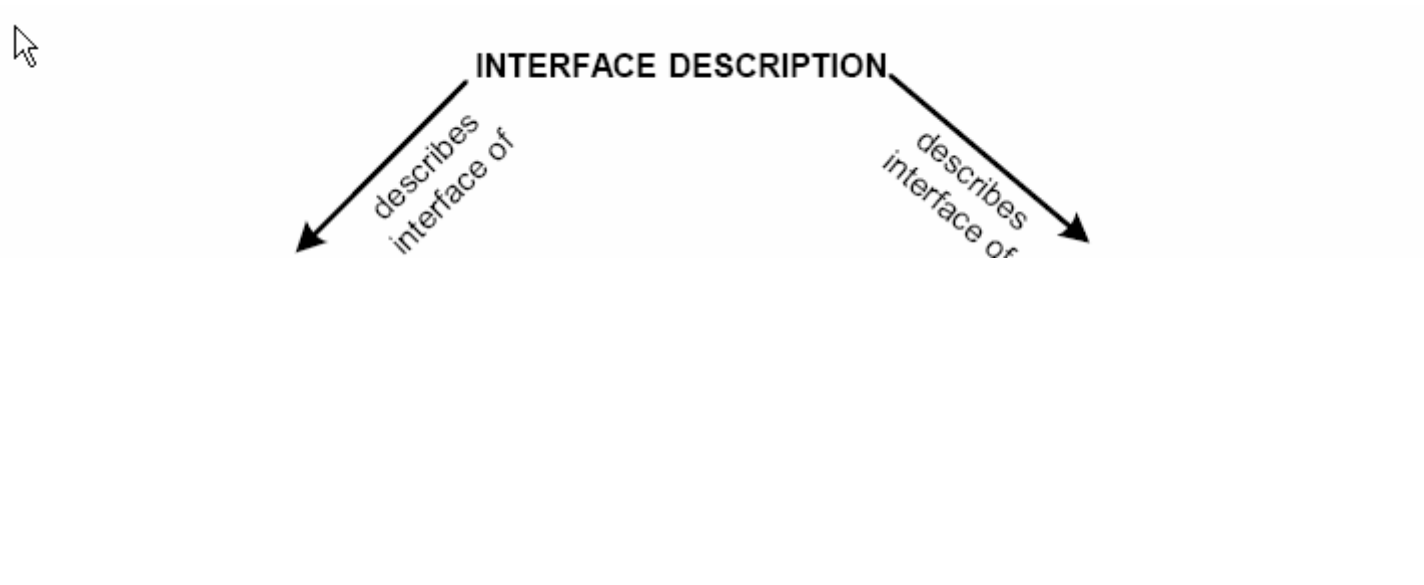 INTERFACE DESCRIPTION
describes
interface of
describes
interface of